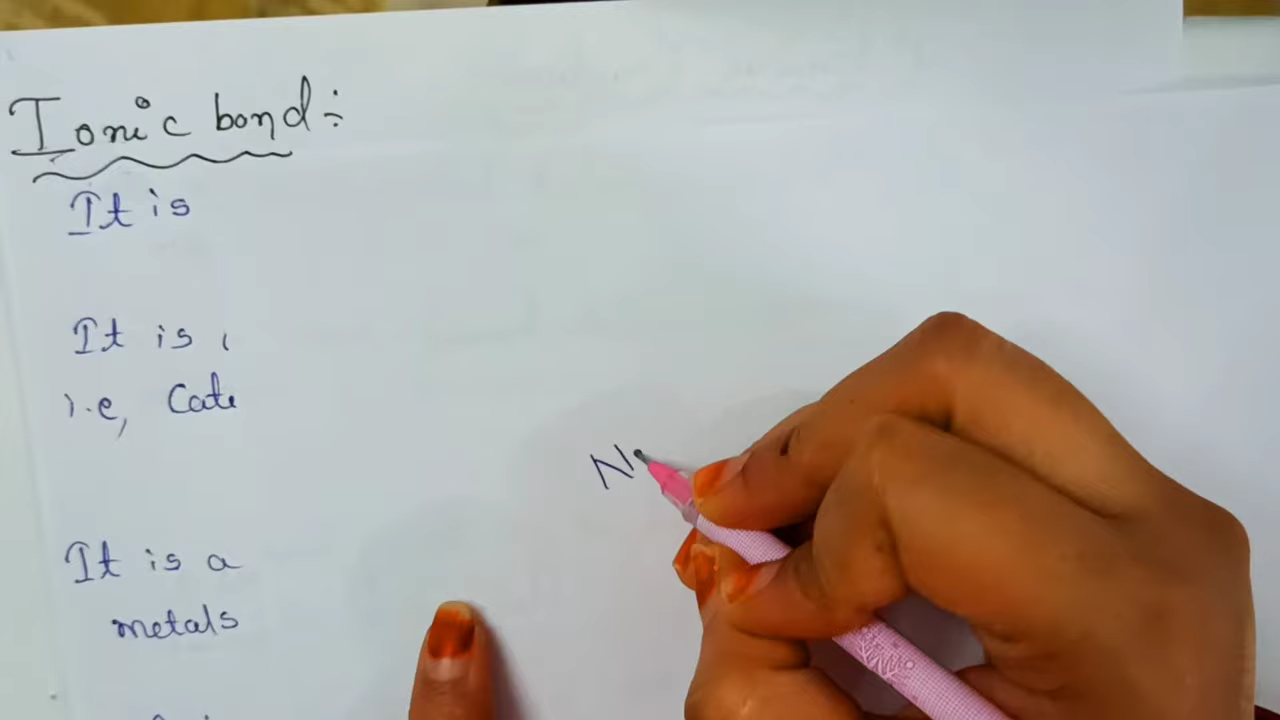 Ionic bond:
It is
It is
i.e, Cat
N
It is a
metals